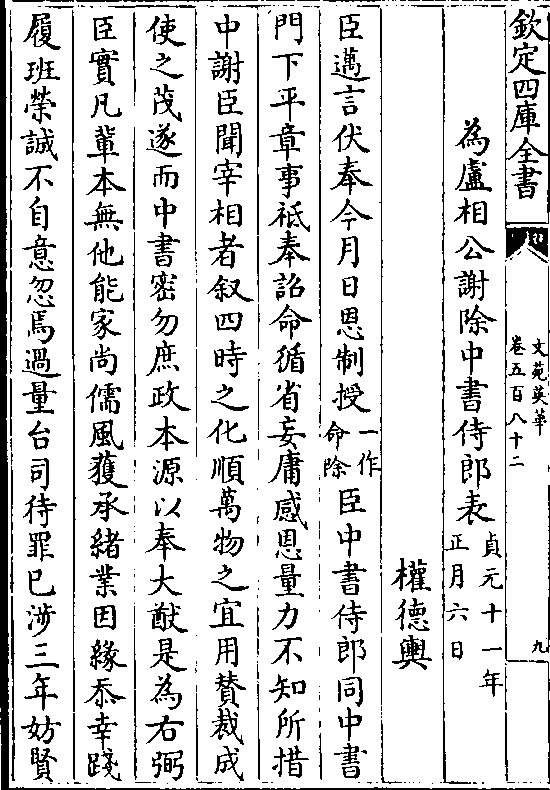 欽定四庫全書
文苑英華
卷五百八十二
九
為盧相公謝除中書侍郎表貞元十一年
正月六日
權德輿
臣邁言伏奉今月日恩制授一作
命除臣中書侍郎同中書
門下平章事祗奉詔命循省妄庸感恩量力不知所措
中謝臣聞宰相者叙四時之化順萬物之宜用賛裁成
使之茂遂而中書密勿庶政本源以奉大猷是為右弼
臣實凡軰本無他能家尚儒風獲承緒業因緣忝幸踐
履班榮誠不自意忽焉過量台司待罪已涉三年妨賢